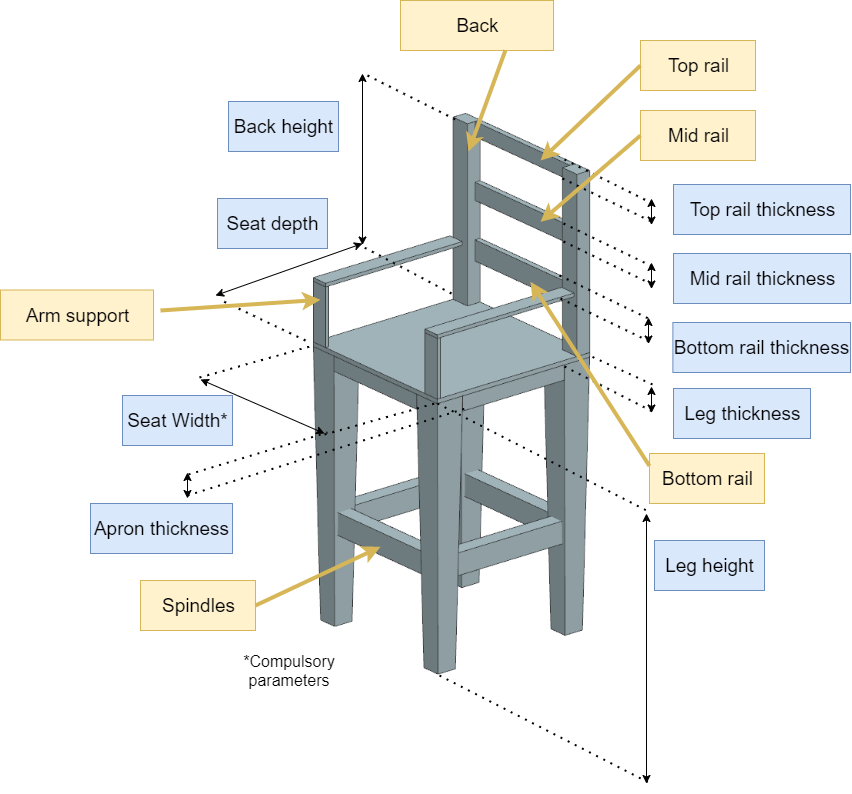 Back
Top rail
Back height
Mid rail
Top rail thickness
Seat depth
Mid rail thickness
Arm support
Bottom rail thickness
Seat Width*
Leg thickness
Bottom rail
Apron thickness
Leg height
Spindles
*Compulsory
parameters